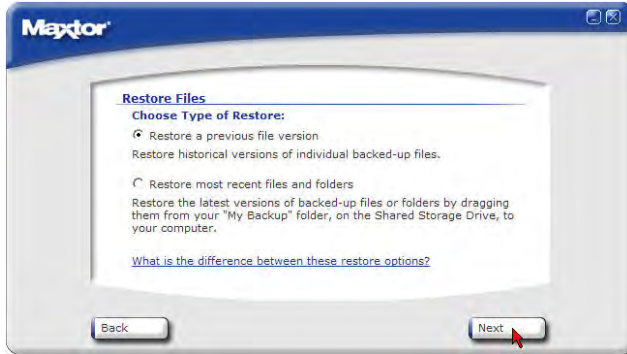 Maxtor
Restore Files
Choose Type of Restore:
Restore a previous file version
Restore historical versions of individual backed-up files.
Restore most recent files and folders
Restore the latest versions of backed-up files or folders by dragging
them from your "My Backup" folder, on the Shared Storage Drive, to
your computer.
What is the difference between these restore options?
Back
Next